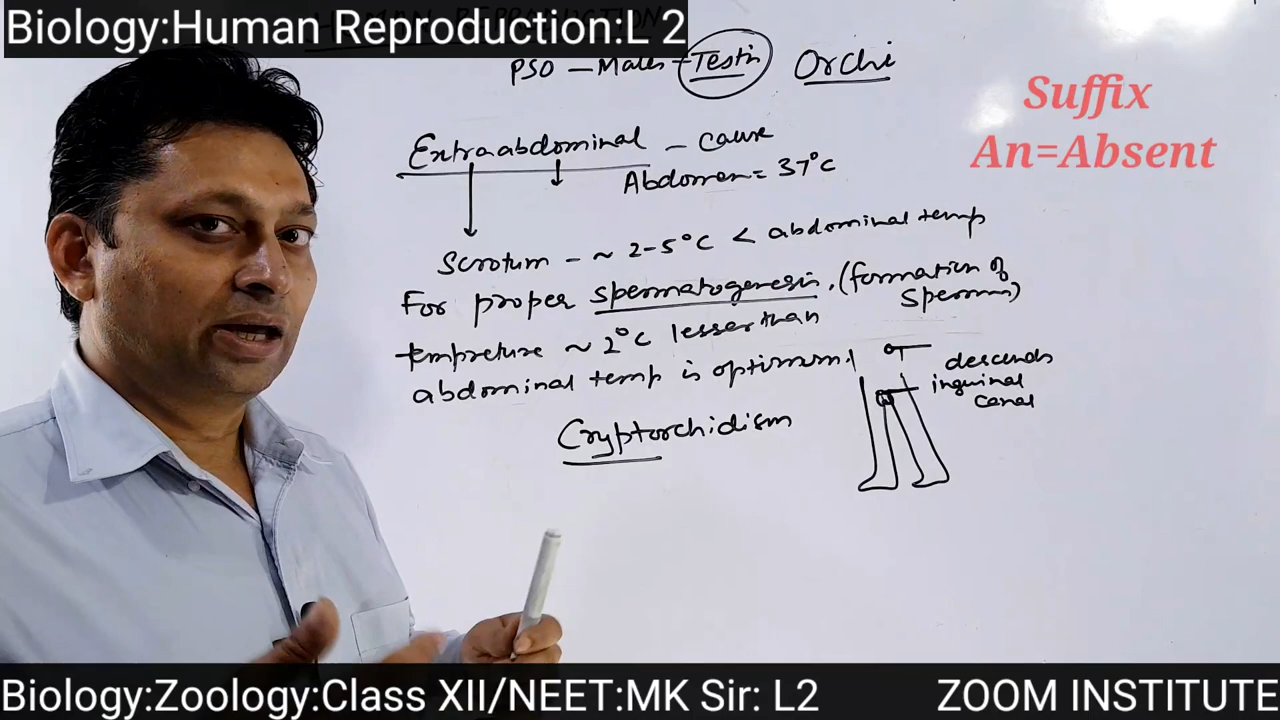 Biology:Human Reproduction:L 2
PSO – Males – Testis Orchi
Suffix
An=Absent
Extraabdominal – cause
Abdomen = 37°C
Scrotum – ~ 2-5°C < abdominal temp
For proper spermatogenesis. (formation of
sperms)
tempreture ~ 2°C lesser than
abdominal temp is optimum
descends
inguinal
canal
Cryptorchidism
Biology:Zoology:Class XII/NEET:MK Sir: L2
ZOOM INSTITUTE